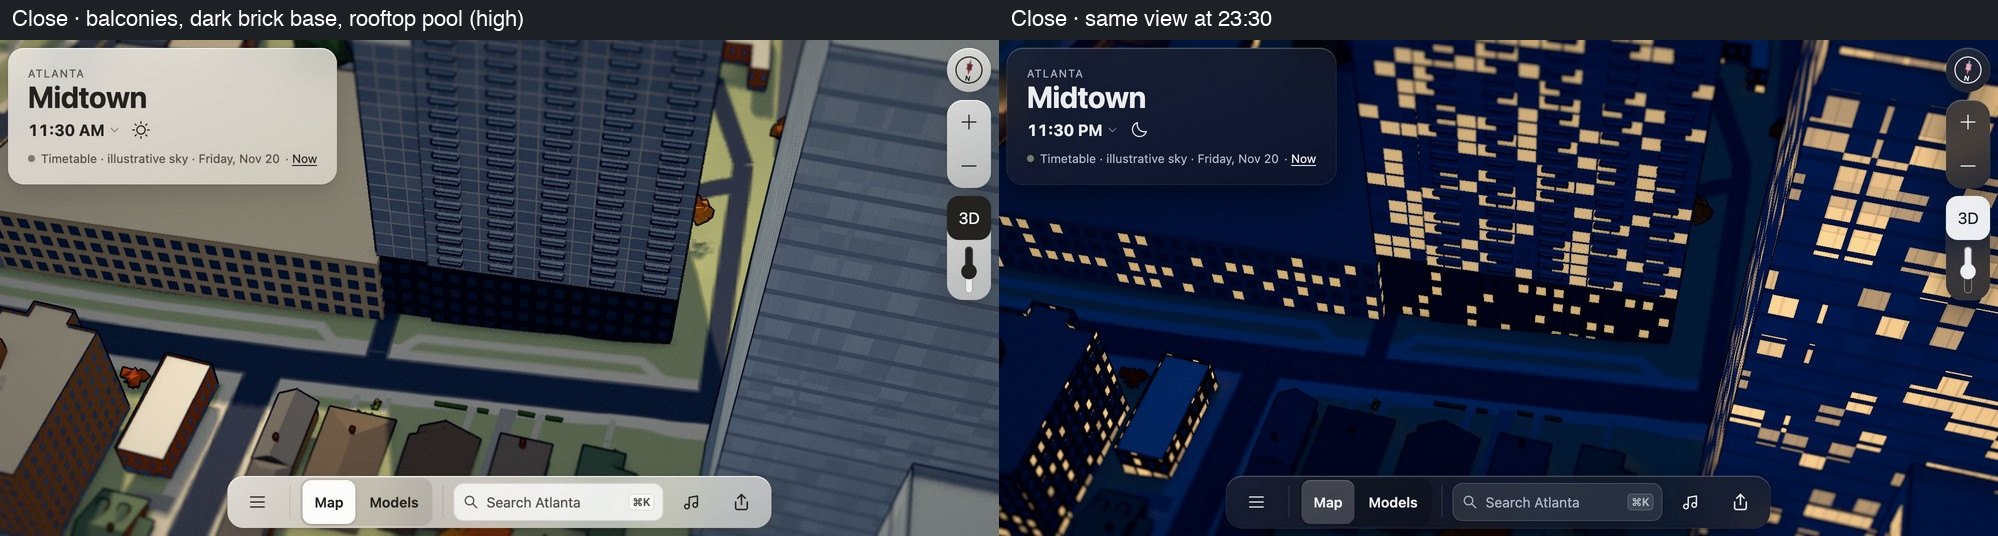 Close · balconies, dark brick base, rooftop pool (high)
ATLANTA
Midtown
11:30 AM
Timetable · illustrative sky · Friday, Nov 20 · Now
N
3D
Map Models Search Atlanta ⌘K
Close · same view at 23:30
ATLANTA
Midtown
11:30 PM
Timetable · illustrative sky · Friday, Nov 20 · Now
N
3D
Map Models Search Atlanta ⌘K